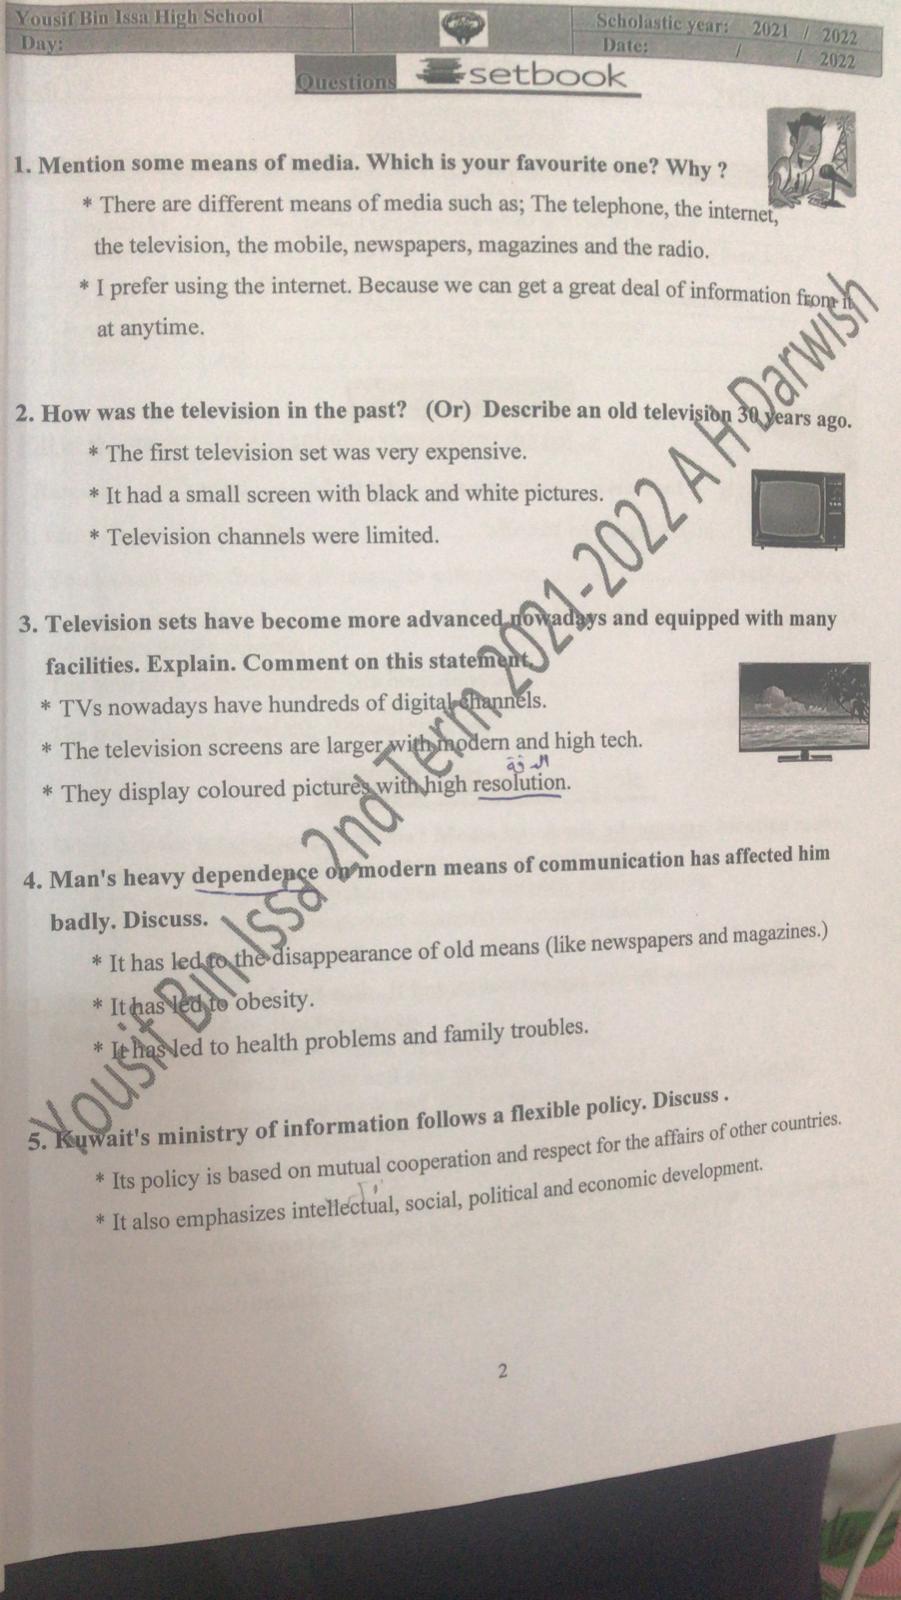 Yousif Bin Issa High School
Scholastic year: 2021 / 2022
Day:
Date: / / 2022
Questions setbook
1. Mention some means of media. Which is your favourite one? Why ?
* There are different means of media such as; The telephone, the internet,
the television, the mobile, newspapers, magazines and the radio.
* I prefer using the internet. Because we can get a great deal of information from it
at anytime.
2. How was the television in the past? (Or) Describe an old television 30 years ago.
* The first television set was very expensive.
* It had a small screen with black and white pictures.
* Television channels were limited.
3. Television sets have become more advanced nowadays and equipped with many
facilities. Explain. Comment on this statement.
* TVs nowadays have hundreds of digital channels.
* The television screens are larger with modern and high tech.
الدقة
* They display coloured pictures with high resolution.
4. Man's heavy dependence on modern means of communication has affected him
badly. Discuss.
* It has led to the disappearance of old means (like newspapers and magazines.)
* It has led to obesity.
* It has led to health problems and family troubles.
5. Kuwait's ministry of information follows a flexible policy. Discuss .
* Its policy is based on mutual cooperation and respect for the affairs of other countries.
* It also emphasizes intellectual, social, political and economic development.
Yousif Bin Issa 2nd Term 2021-2022 A H Darwish
2